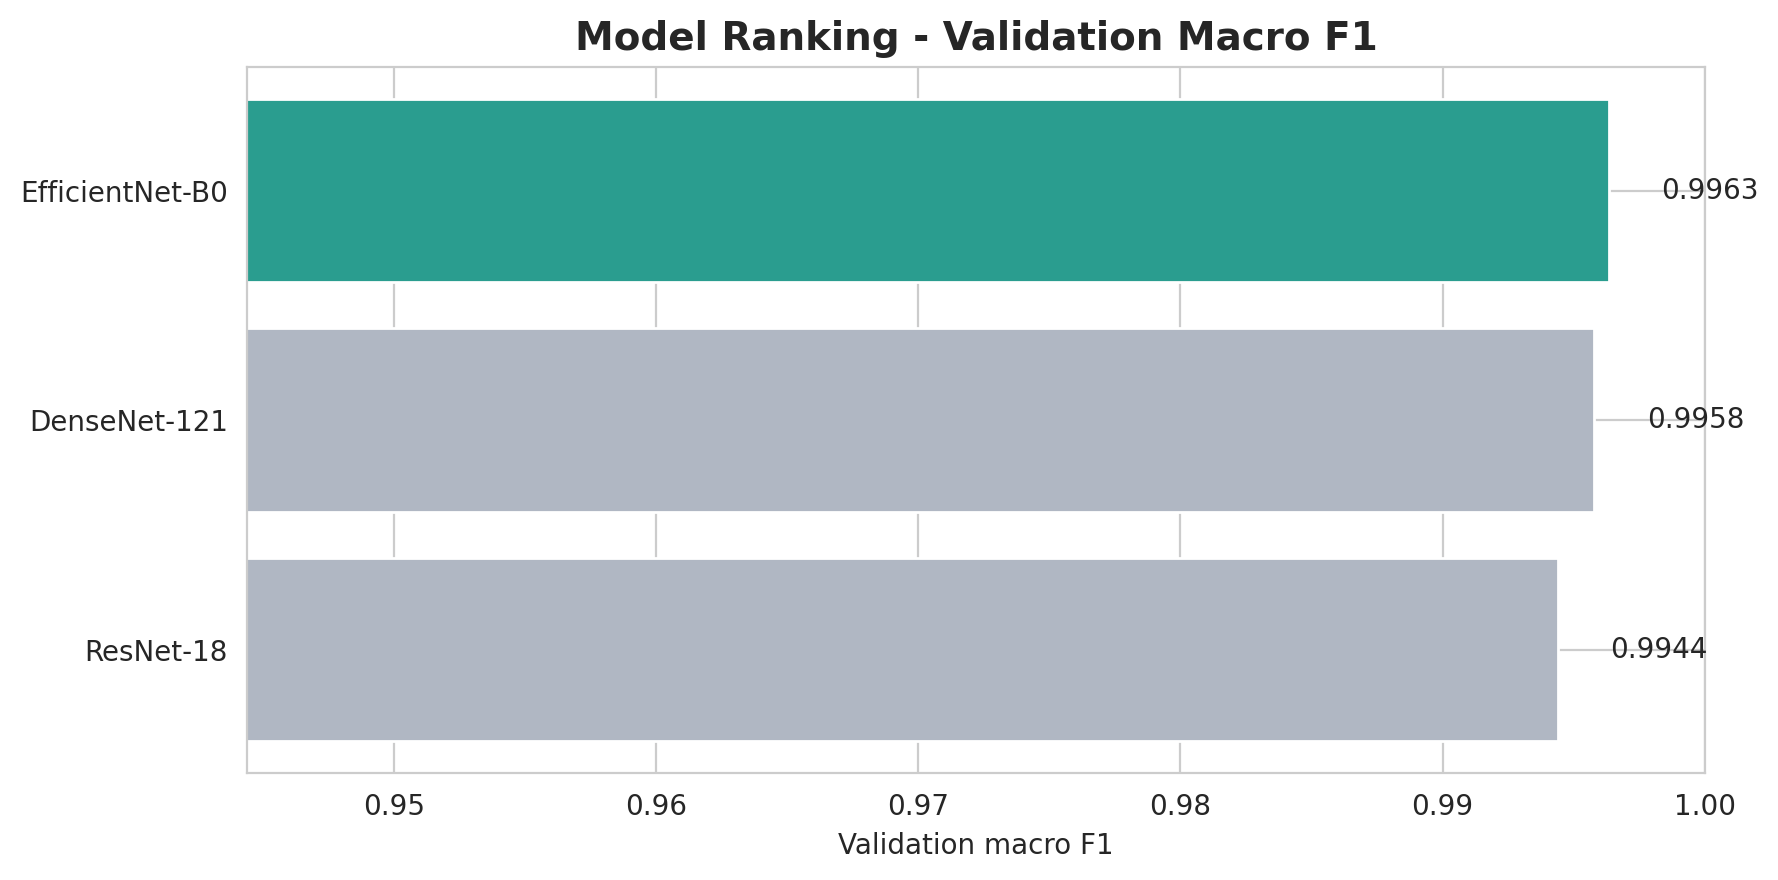 Model Ranking - Validation Macro F1
EfficientNet-B0
0.9963
DenseNet-121
0.9958
ResNet-18
0.9944
0.95 0.96 0.97 0.98 0.99 1.00
Validation macro F1